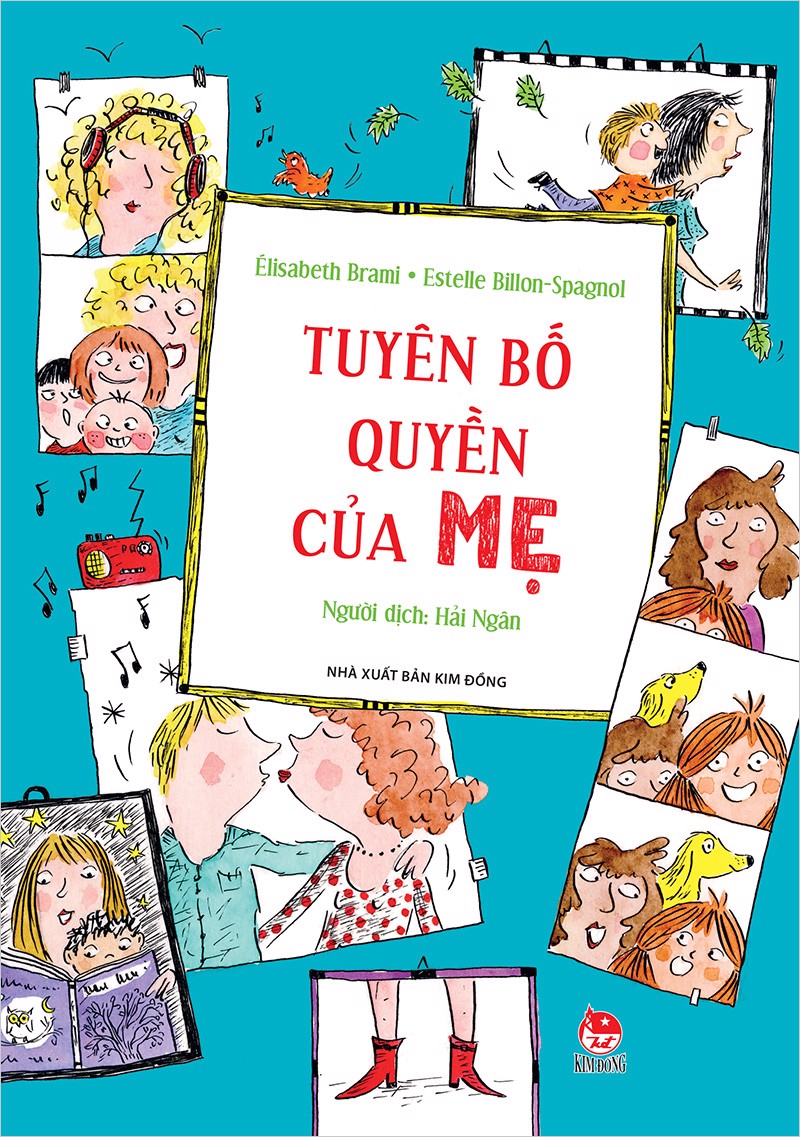 Élisabeth Brami • Estelle Billon-Spagnol
TUYÊN BỐ
QUYỀN
CỦA MẸ
Người dịch: Hải Ngân
NHÀ XUẤT BẢN KIM ĐỒNG
KIM ĐỒNG